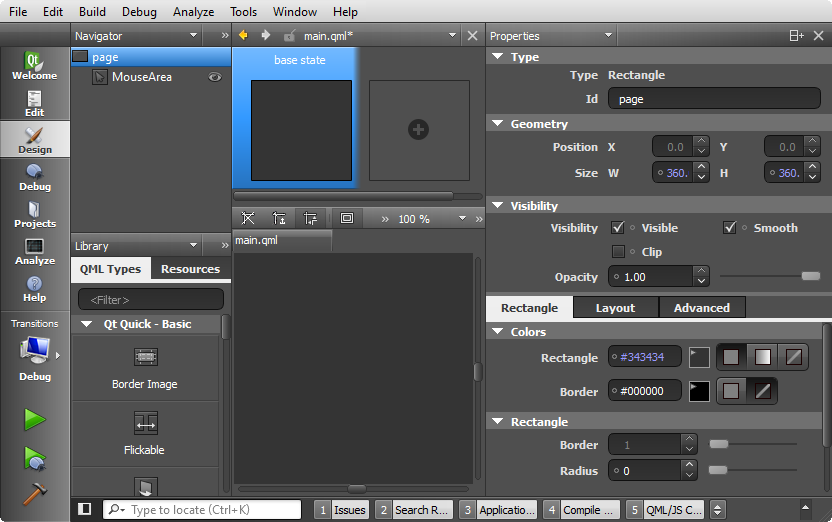 File Edit Build Debug Analyze Tools Window Help
Navigator
main.qml*
Properties
Qt
Welcome
Edit
Design
Debug
Projects
Analyze
Help
Transitions
Debug
page
MouseArea
base state
Library
QML Types Resources
<Filter>
Qt Quick - Basic
Border Image
Flickable
100 %
main.qml
Type
Type Rectangle
Id page
Geometry
Position X 0.0 Y 0.0
Size W 360. H 360.
Visibility
Visibility Visible Smooth
Clip
Opacity 1.00
Rectangle Layout Advanced
Colors
Rectangle #343434
Border #000000
Rectangle
Border 1
Radius 0
Type to locate (Ctrl+K) 1 Issues 2 Search R... 3 Applicatio... 4 Compile ... 5 QML/JS C...